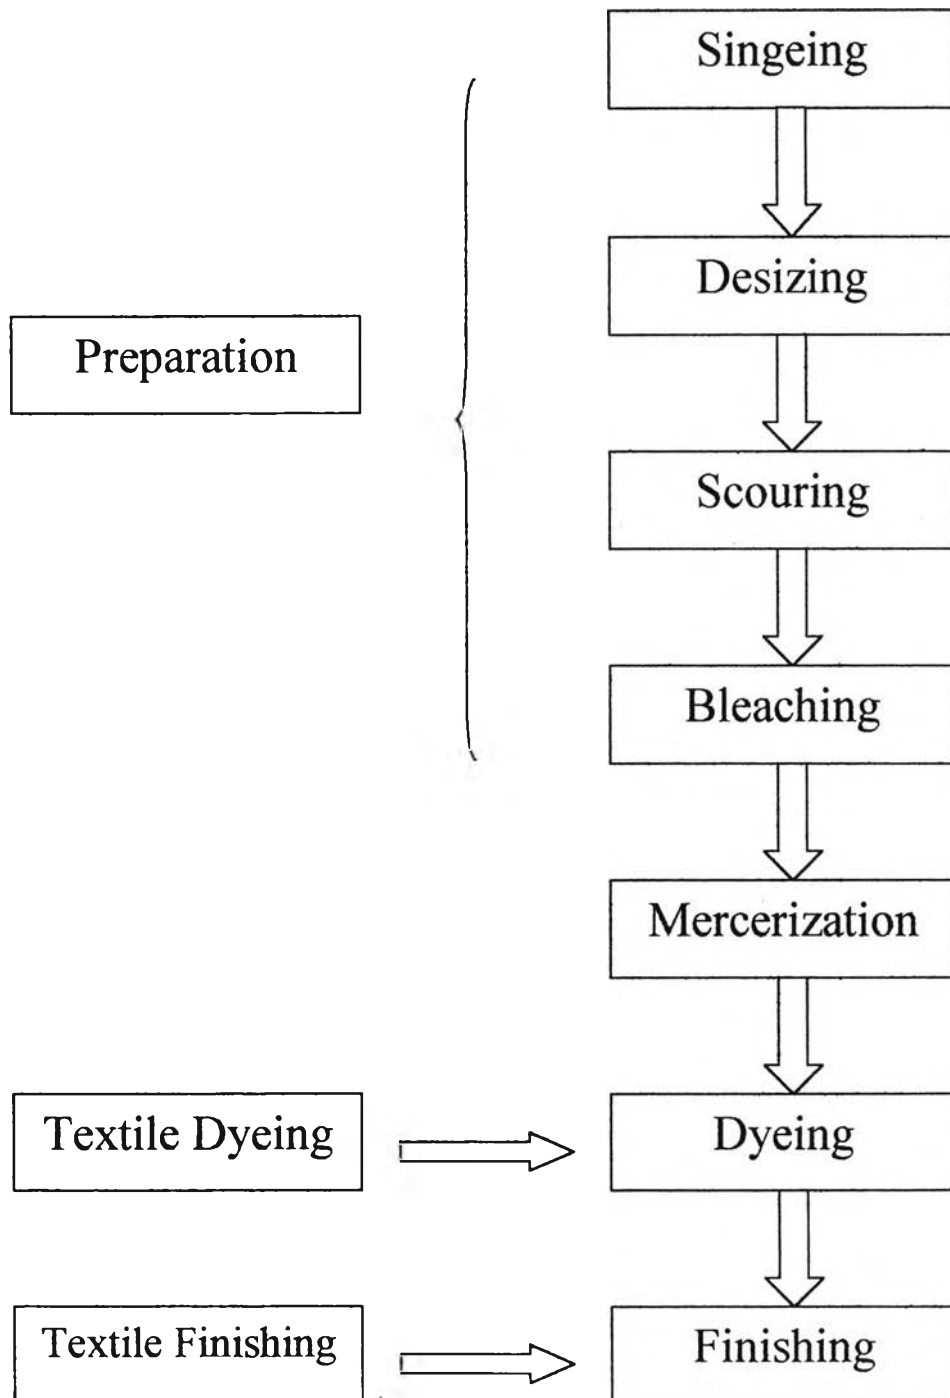 Singeing
Desizing
Preparation
Scouring
Bleaching
Mercerization
Textile Dyeing
Dyeing
Textile Finishing
Finishing